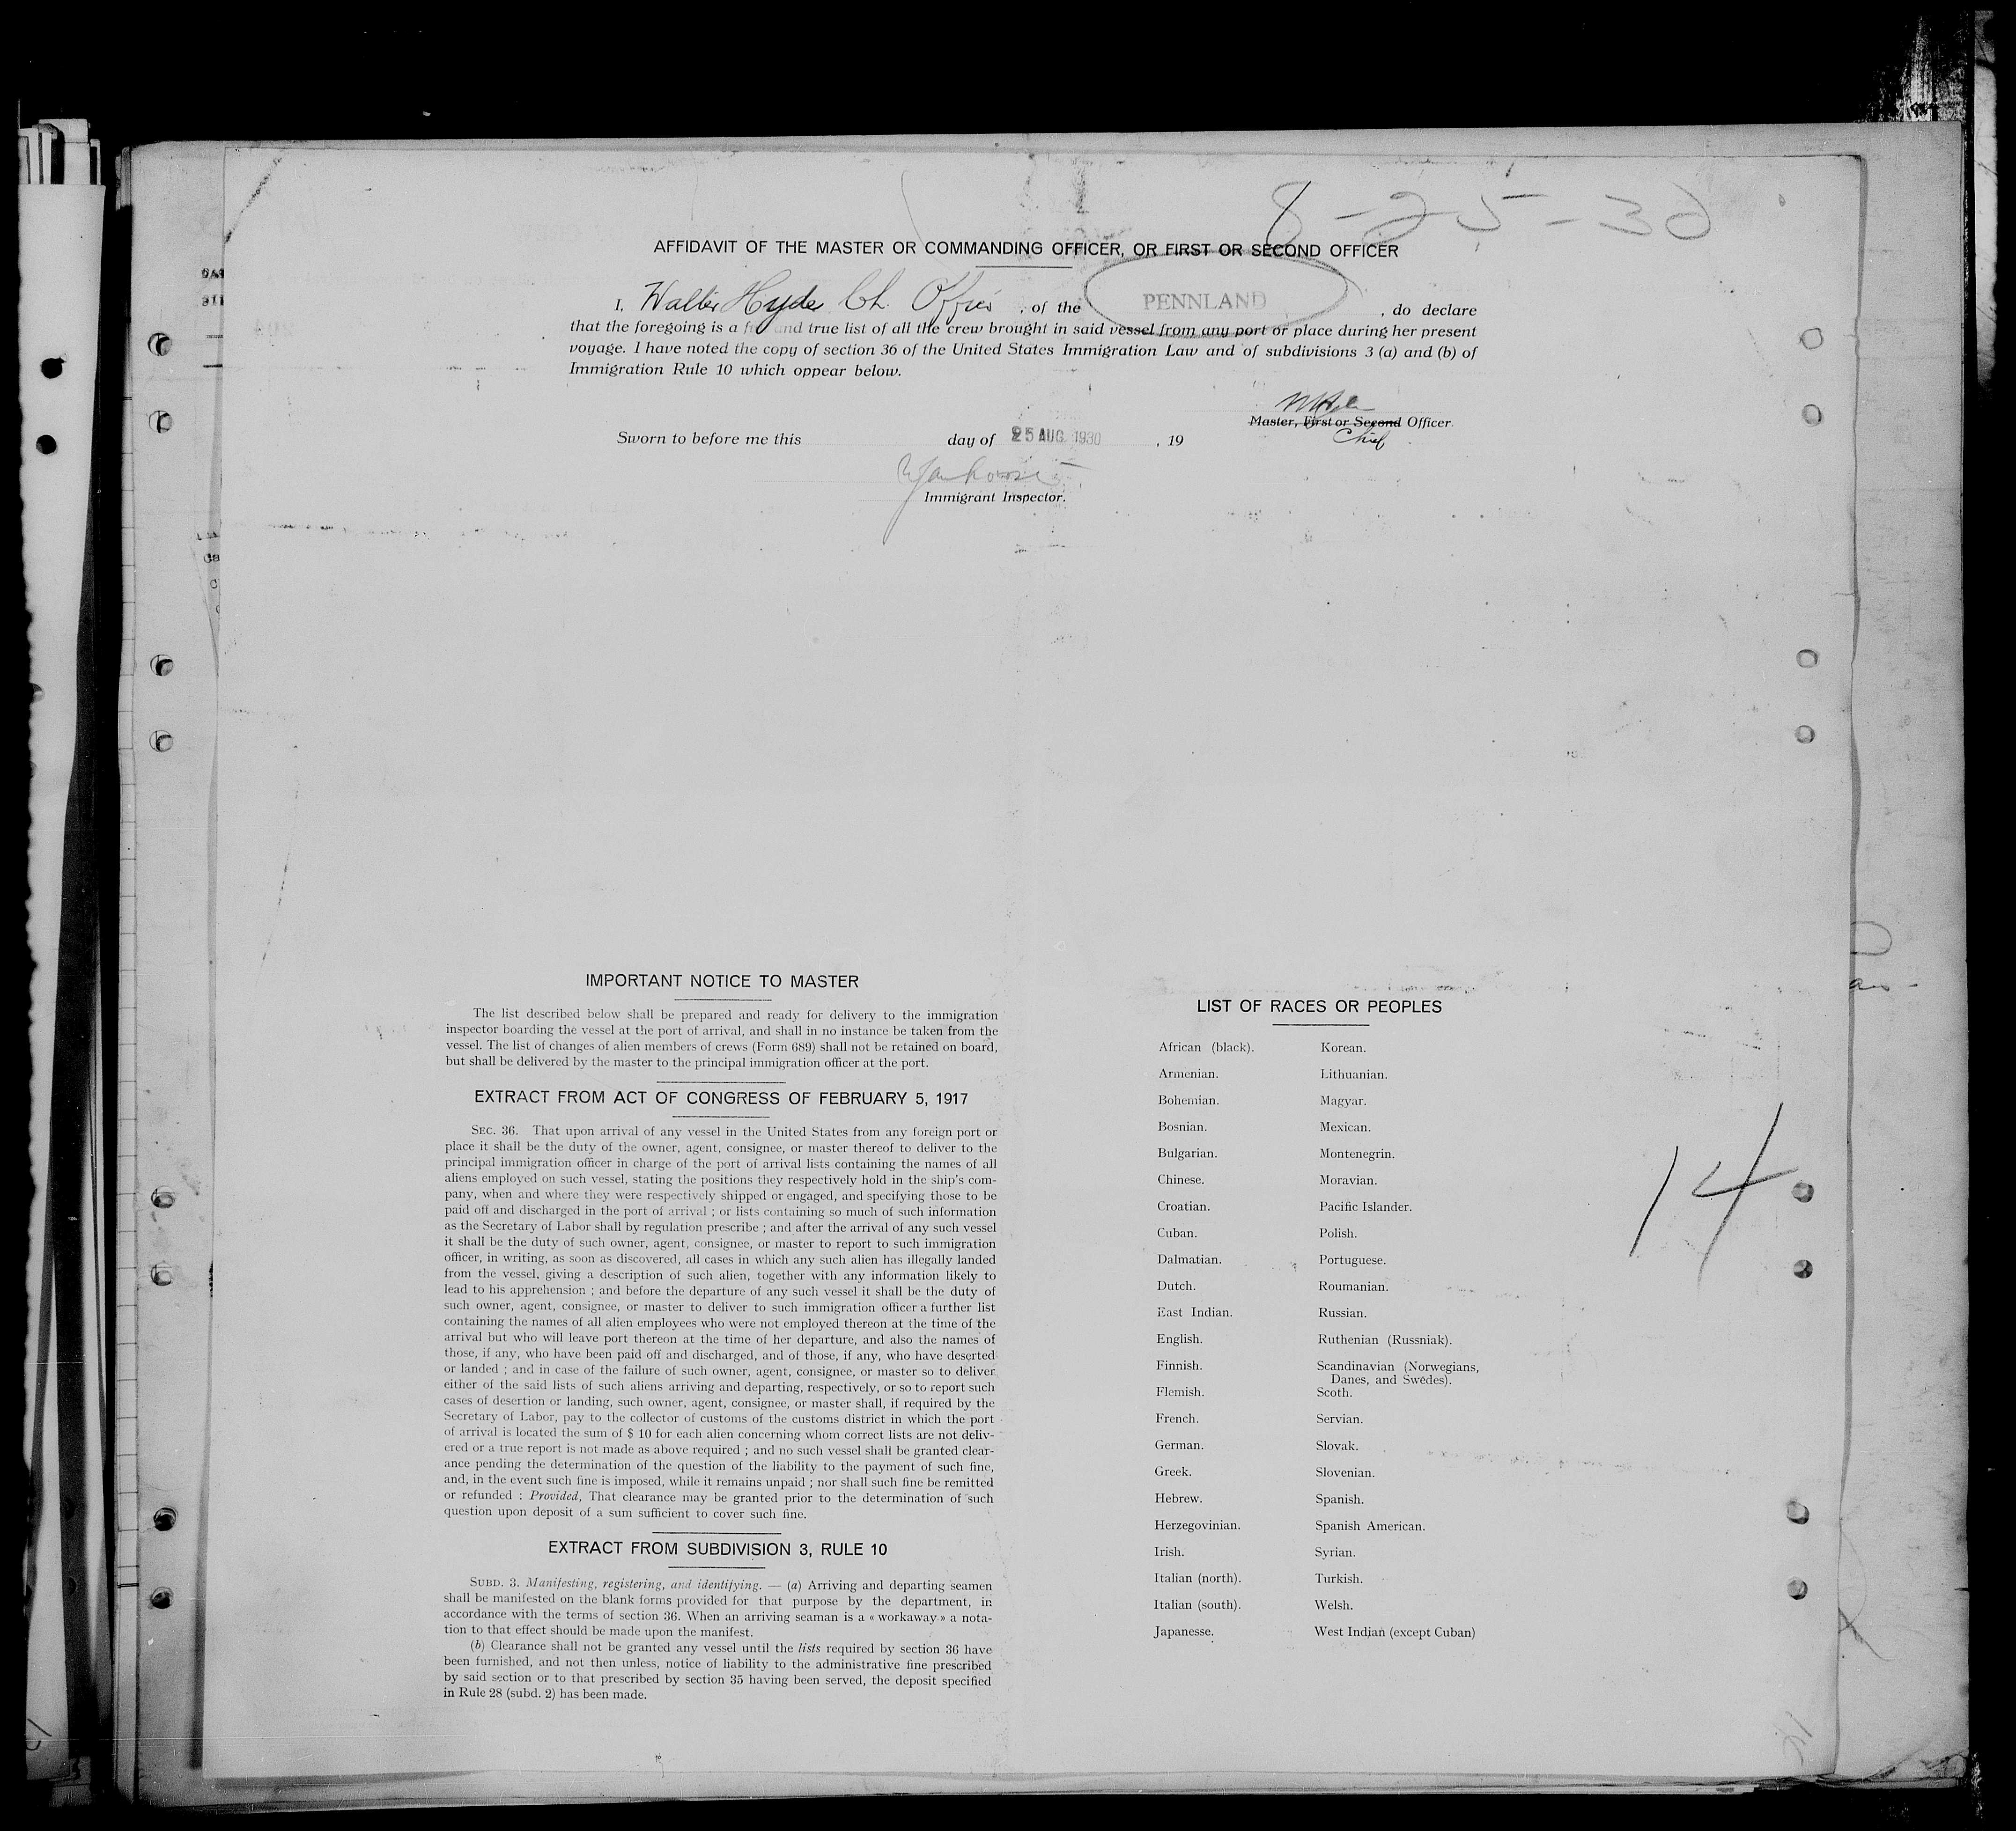 8-25-30
AFFIDAVIT OF THE MASTER OR COMMANDING OFFICER, OR FIRST OR SECOND OFFICER
I, Walter Hyde Ch. Officer, of the PENNLAND, do declare
that the foregoing is a full and true list of all the crew brought in said vessel from any port or place during her present
voyage. I have noted the copy of section 36 of the United States Immigration Law and of subdivisions 3 (a) and (b) of
Immigration Rule 10 which oppear below.
Master, First or Second Officer.
Chief
Sworn to before me this day of 25 AUG. 1930, 19
Immigrant Inspector.
IMPORTANT NOTICE TO MASTER
The list described below shall be prepared and ready for delivery to the immigration
inspector boarding the vessel at the port of arrival, and shall in no instance be taken from the
vessel. The list of changes of alien members of crews (Form 689) shall not be retained on board,
but shall be delivered by the master to the principal immigration officer at the port.
EXTRACT FROM ACT OF CONGRESS OF FEBRUARY 5, 1917
SEC. 36. That upon arrival of any vessel in the United States from any foreign port or
place it shall be the duty of the owner, agent, consignee, or master thereof to deliver to the
principal immigration officer in charge of the port of arrival lists containing the names of all
aliens employed on such vessel, stating the positions they respectively hold in the ship's com-
pany, when and where they were respectively shipped or engaged, and specifying those to be
paid off and discharged in the port of arrival ; or lists containing so much of such information
as the Secretary of Labor shall by regulation prescribe ; and after the arrival of any such vessel
it shall be the duty of such owner, agent, consignee, or master to report to such immigration
officer, in writing, as soon as discovered, all cases in which any such alien has illegally landed
from the vessel, giving a description of such alien, together with any information likely to
lead to his apprehension ; and before the departure of any such vessel it shall be the duty of
such owner, agent, consignee, or master to deliver to such immigration officer a further list
containing the names of all alien employees who were not employed thereon at the time of the
arrival but who will leave port thereon at the time of her departure, and also the names of
those, if any, who have been paid off and discharged, and of those, if any, who have deserted
or landed ; and in case of the failure of such owner, agent, consignee, or master so to deliver
either of the said lists of such aliens arriving and departing, respectively, or so to report such
cases of desertion or landing, such owner, agent, consignee, or master shall, if required by the
Secretary of Labor, pay to the collector of customs of the customs district in which the port
of arrival is located the sum of $ 10 for each alien concerning whom correct lists are not deliv-
ered or a true report is not made as above required ; and no such vessel shall be granted clear-
ance pending the determination of the question of the liability to the payment of such fine,
and, in the event such fine is imposed, while it remains unpaid ; nor shall such fine be remitted
or refunded : Provided, That clearance may be granted prior to the determination of such
question upon deposit of a sum sufficient to cover such fine.
EXTRACT FROM SUBDIVISION 3, RULE 10
SUBD. 3. Manifesting, registering, and identifying. — (a) Arriving and departing seamen
shall be manifested on the blank forms provided for that purpose by the department, in
accordance with the terms of section 36. When an arriving seaman is a « workaway » a nota-
tion to that effect should be made upon the manifest.
(b) Clearance shall not be granted any vessel until the lists required by section 36 have
been furnished, and not then unless, notice of liability to the administrative fine prescribed
by said section or to that prescribed by section 35 having been served, the deposit specified
in Rule 28 (subd. 2) has been made.
LIST OF RACES OR PEOPLES
African (black). Korean.
Armenian. Lithuanian.
Bohemian. Magyar.
Bosnian. Mexican.
Bulgarian. Montenegrin.
Chinese. Moravian.
Croatian. Pacific Islander.
Cuban. Polish.
Dalmatian. Portuguese.
Dutch. Roumanian.
East Indian. Russian.
English. Ruthenian (Russniak).
Finnish. Scandinavian (Norwegians,
Danes, and Swedes).
Flemish. Scoth.
French. Servian.
German. Slovak.
Greek. Slovenian.
Hebrew. Spanish.
Herzegovinian. Spanish American.
Irish. Syrian.
Italian (north). Turkish.
Italian (south). Welsh.
Japanesse. West Indian (except Cuban)
14